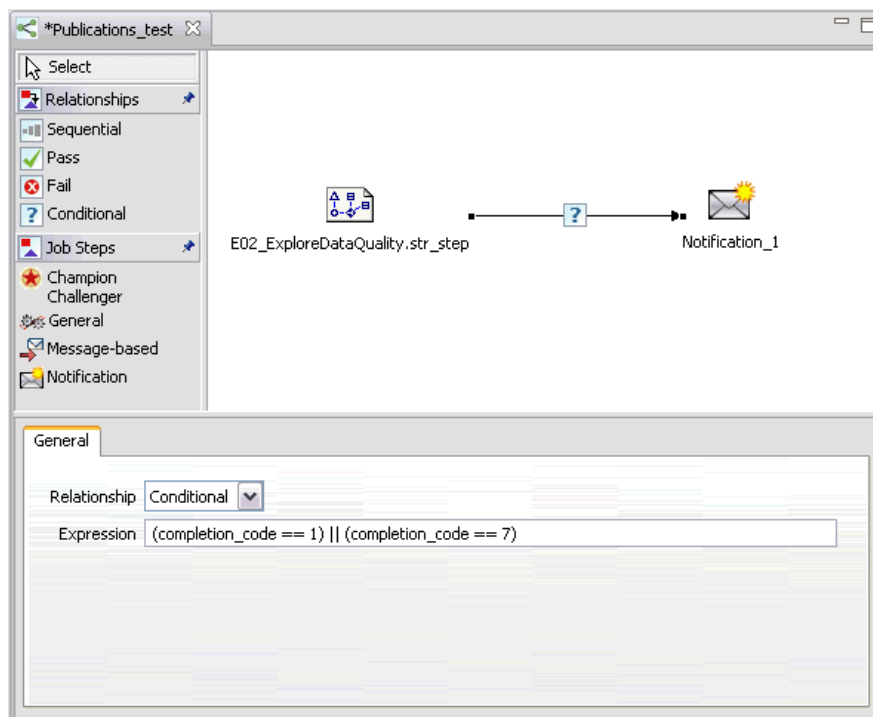 *Publications_test
Select
Relationships
Sequential
Pass
Fail
? Conditional
Job Steps
Champion
Challenger
General
Message-based
Notification
?
E02_ExploreDataQuality.str_step
Notification_1
General
Relationship Conditional
Expression (completion_code == 1) || (completion_code == 7)